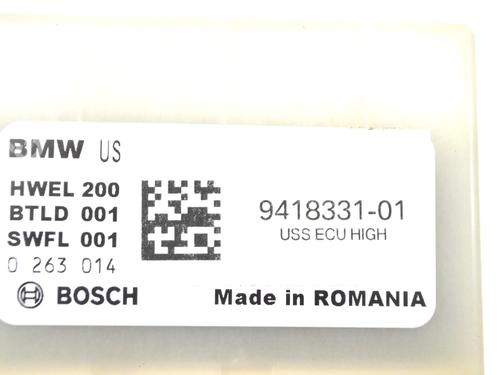 BMW US
HWEL 200
BTLD 001
SWFL 001
0 263 014
BOSCH
9418331-01
USS ECU HIGH
Made in ROMANIA